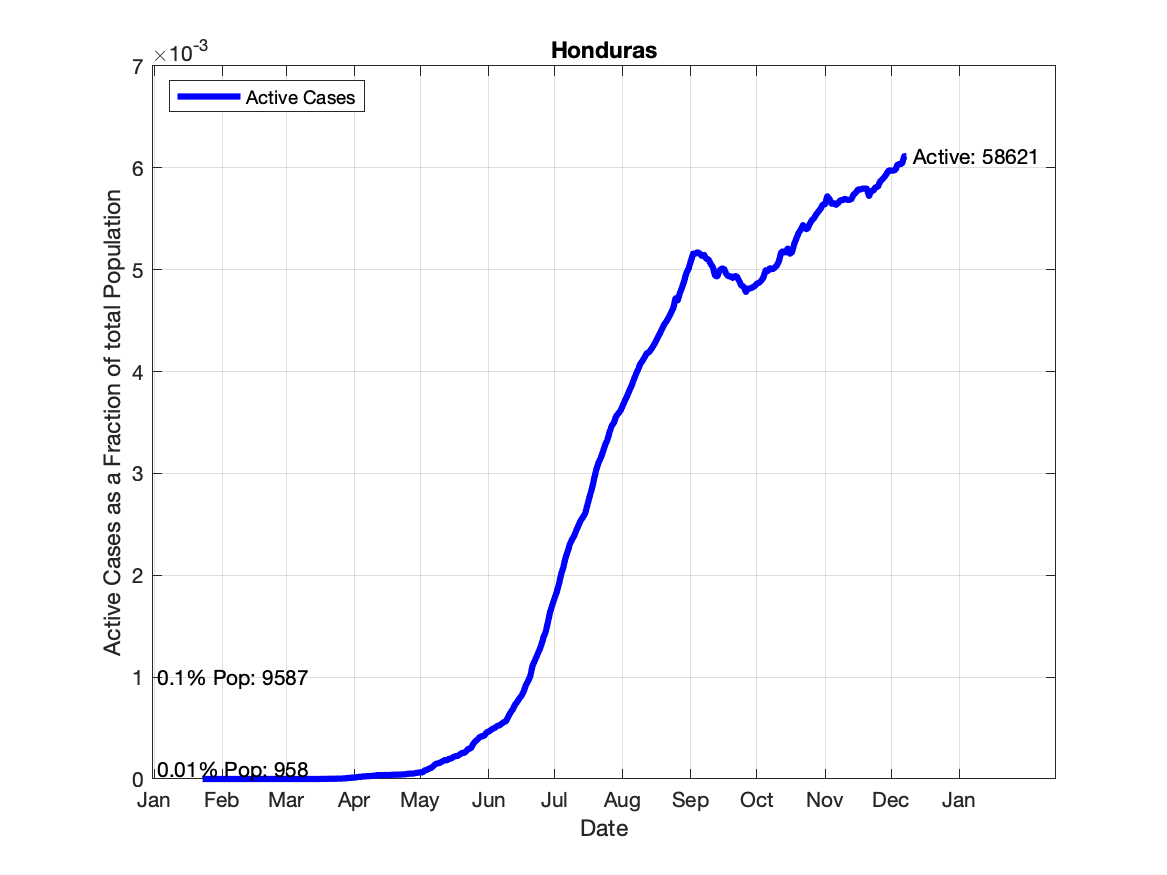 ×10-3
Honduras
7
Active Cases
6
Active: 58621
5
4
3
2
1
0.1% Pop: 9587
0.01% Pop: 958
0
Active Cases as a Fraction of total Population
Jan Feb Mar Apr May Jun Jul Aug Sep Oct Nov Dec Jan
Date